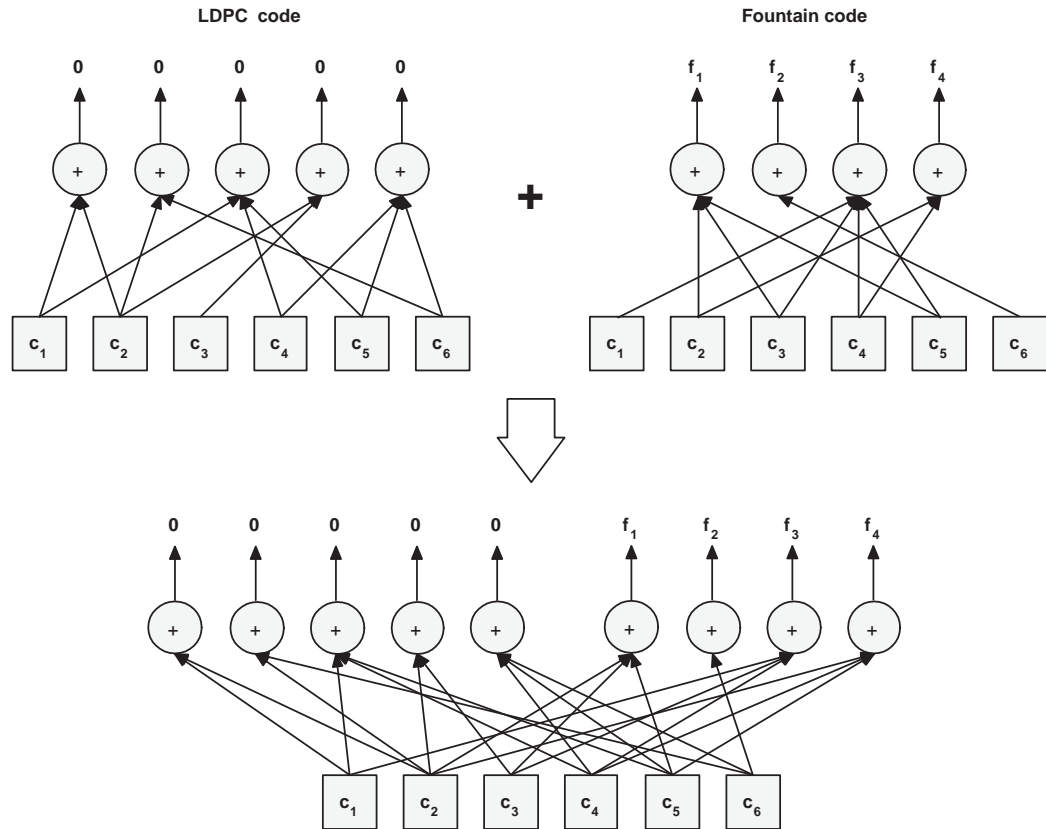 LDPC code
Fountain code
0 0 0 0 0
f1 f2 f3 f4
+ + + + +
+
+ + + +
c1 c2 c3 c4 c5 c6
c1 c2 c3 c4 c5 c6
0 0 0 0 0 f1 f2 f3 f4
+ + + + + + + + +
c1 c2 c3 c4 c5 c6